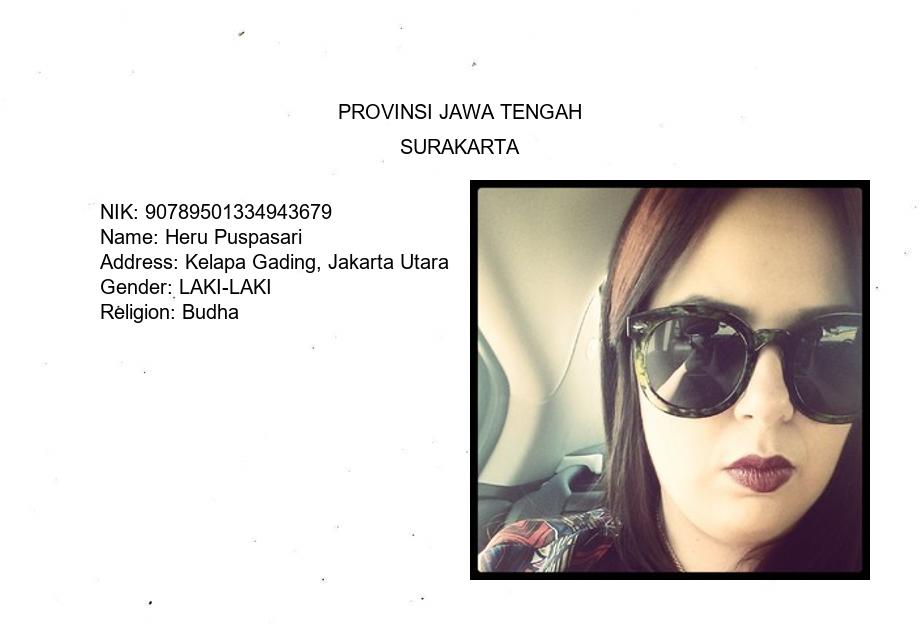 PROVINSI JAWA TENGAH
SURAKARTA
NIK: 90789501334943679
Name: Heru Puspasari
Address: Kelapa Gading, Jakarta Utara
Gender: LAKI-LAKI
Religion: Budha